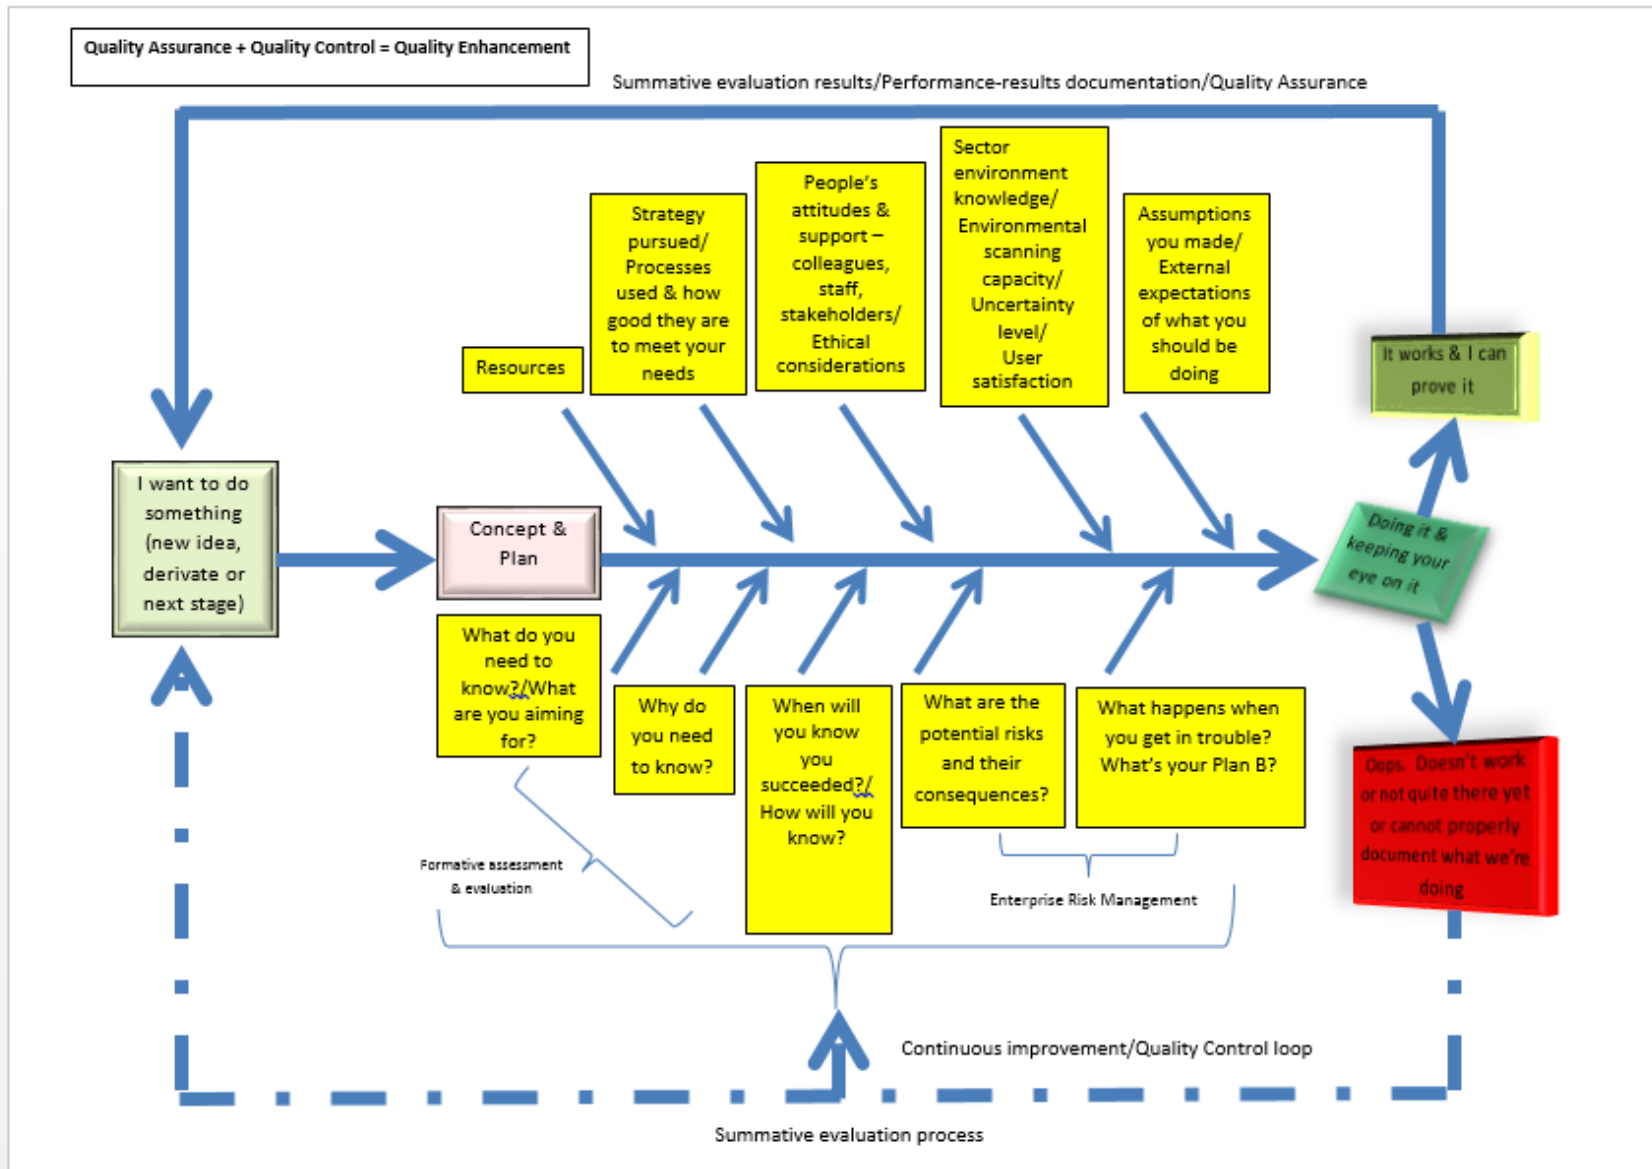 Quality Assurance + Quality Control = Quality Enhancement
Summative evaluation results/Performance-results documentation/Quality Assurance
Resources
Strategy
pursued/
Processes
used & how
good they are
to meet your
needs
People's
attitudes &
support –
colleagues,
staff,
stakeholders/
Ethical
considerations
Sector
environment
knowledge/
Environmental
scanning
capacity/
Uncertainty
level/
User
satisfaction
Assumptions
you made/
External
expectations
of what you
should be
doing
It works & I can
prove it
I want to do
something
(new idea,
derivate or
next stage)
Concept &
Plan
Doing it &
keeping your
eye on it
What do you
need to
know?/What
are you aiming
for?
Why do
you need
to know?
When will
you know
you
succeeded?/
How will you
know?
What are the
potential risks
and their
consequences?
What happens when
you get in trouble?
What's your Plan B?
Oops. Doesn't work
or not quite there yet
or cannot properly
document what we're
doing
Formative assessment
& evaluation
Enterprise Risk Management
Continuous improvement/Quality Control loop
Summative evaluation process